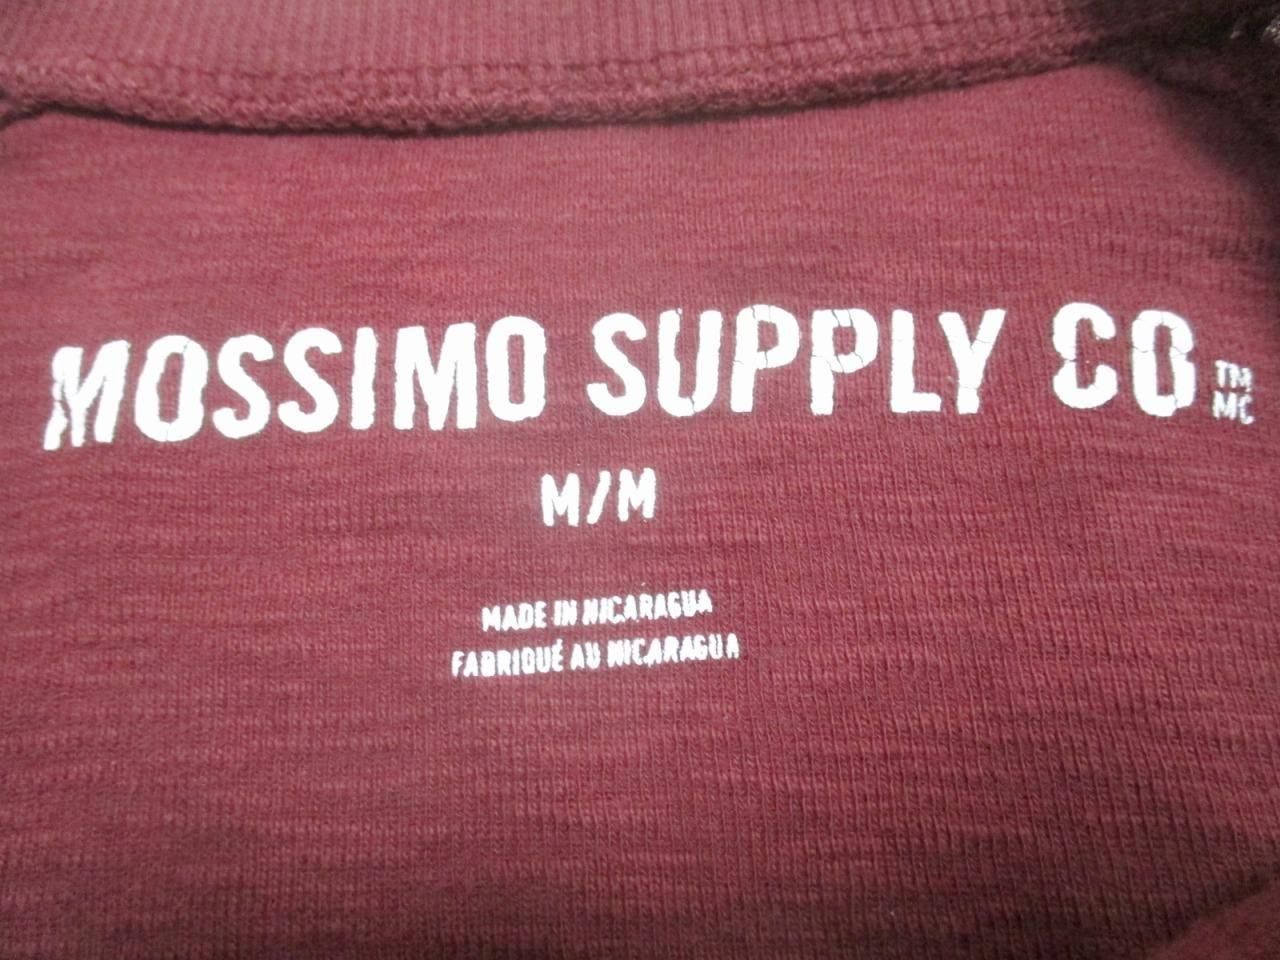 MOSSIMO SUPPLY CO TM MC
M/M
MADE IN NICARAGUA
FABRIQUÉ AU NICARAGUA